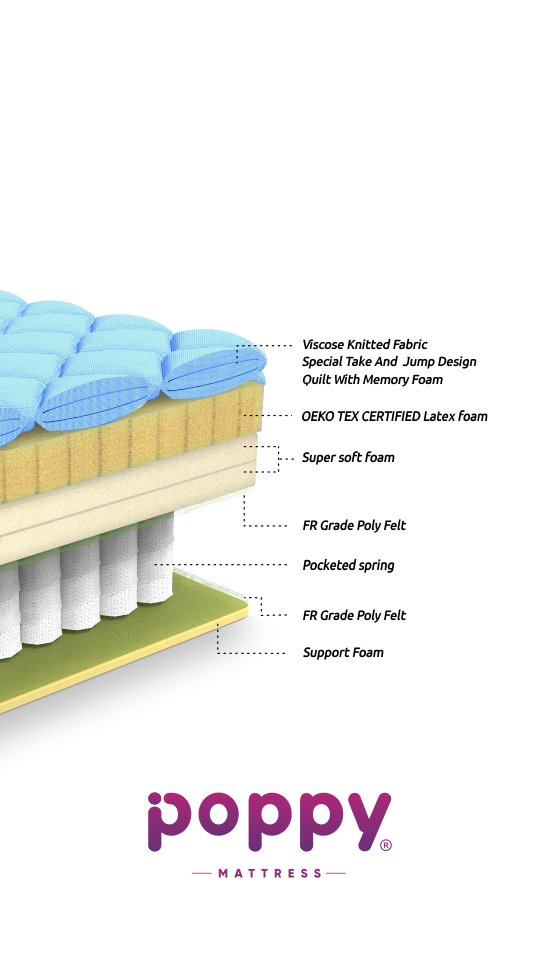 Viscose Knitted Fabric
Special Take And Jump Design
Quilt With Memory Foam
OEKO TEX CERTIFIED Latex foam
Super soft foam
FR Grade Poly Felt
Pocketed spring
FR Grade Poly Felt
Support Foam
poppy®
MATTRESS